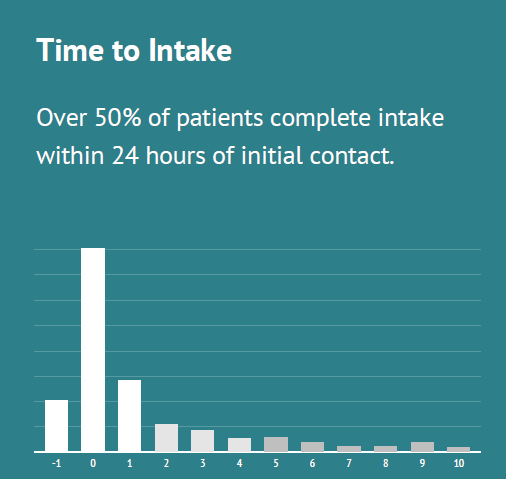 Time to Intake
Over 50% of patients complete intake
within 24 hours of initial contact.
-1 0 1 2 3 4 5 6 7 8 9 10